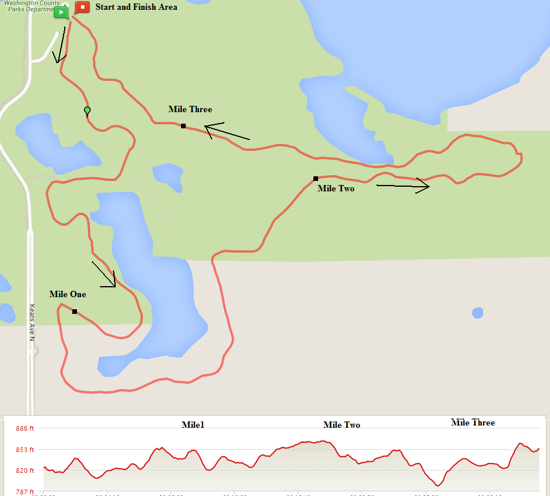 Washington County
Parks Departme
Start and Finish Area
Mile Three
Mile Two
Mile One
Keats Ave N
Mile1
Mile Two
Mile Three
886 ft
853 ft
820 ft
787 ft